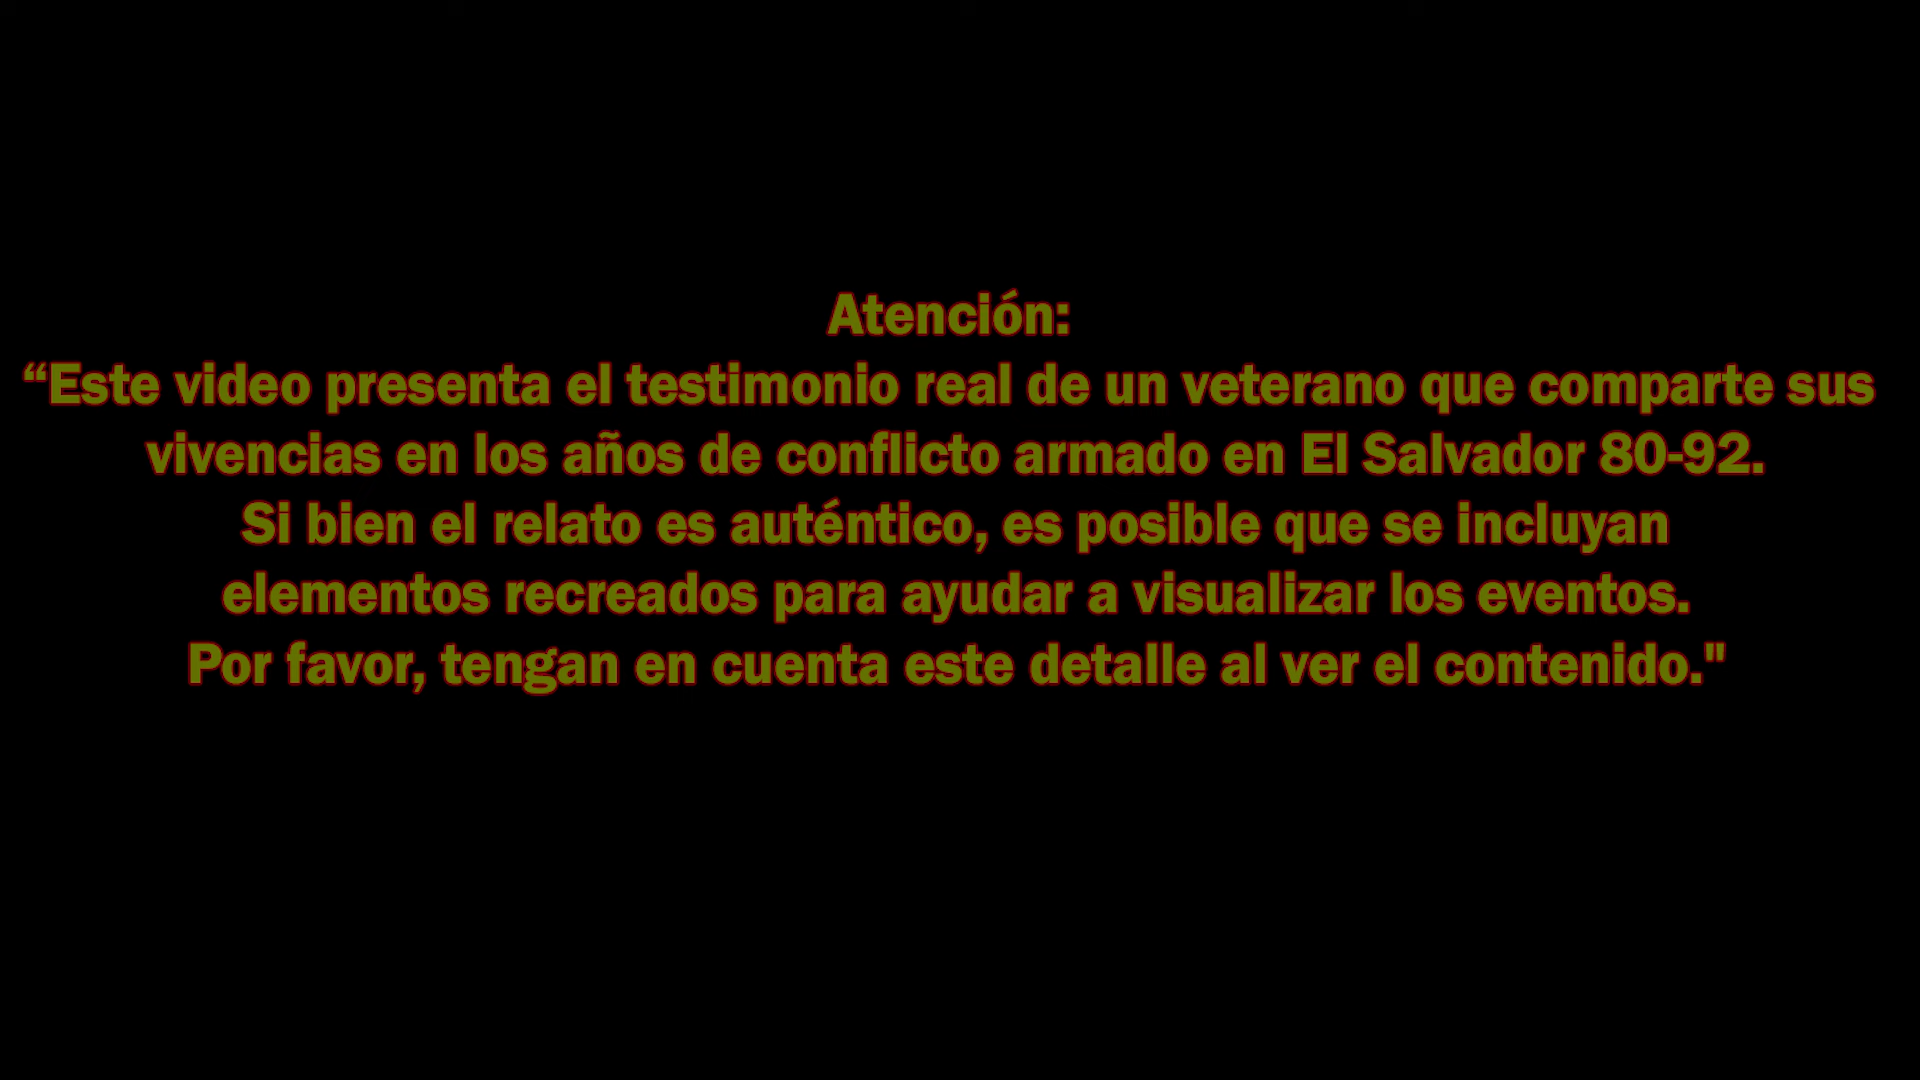 Atención:
“Este video presenta el testimonio real de un veterano que comparte sus
vivencias en los años de conflicto armado en El Salvador 80-92.
Si bien el relato es auténtico, es posible que se incluyan
elementos recreados para ayudar a visualizar los eventos.
Por favor, tengan en cuenta este detalle al ver el contenido."